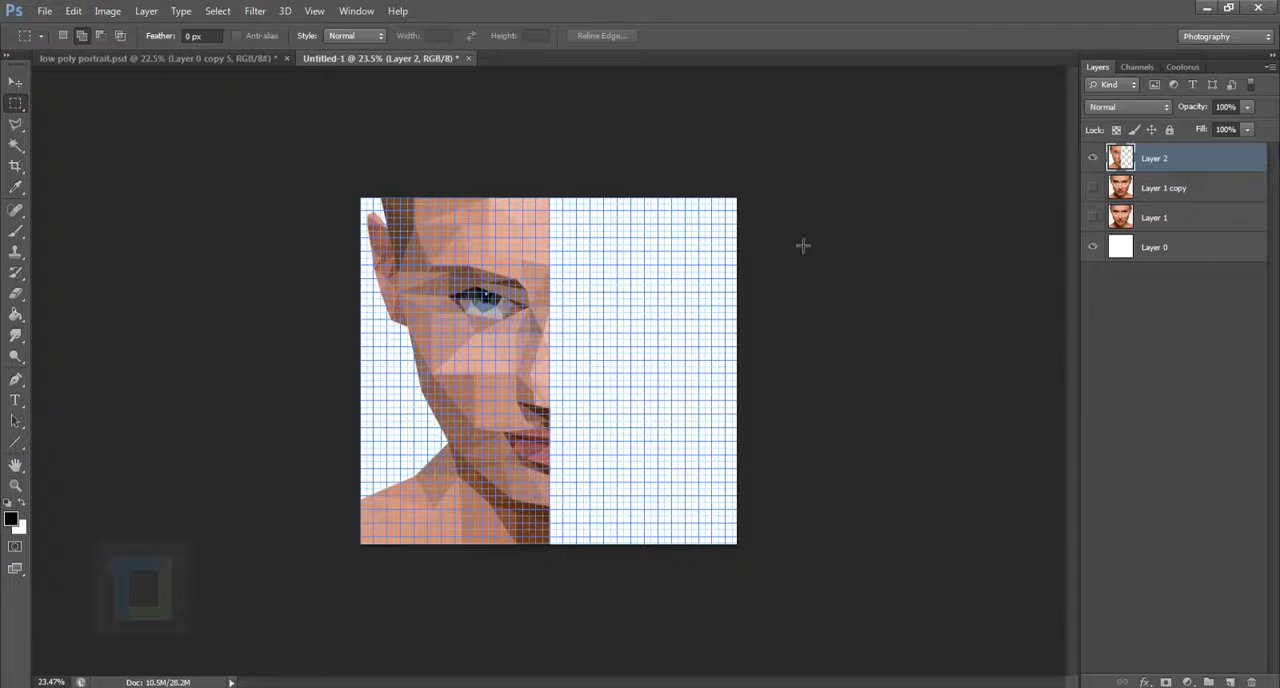 Ps File Edit Image Layer Type Select Filter 3D View Window Help
Feather: 0 px Anti-alias Style: Normal Width: Height: Refine Edge... Photography
low poly portrait.psd @ 22.5% (Layer 0 copy 5, RGB/8#) * × Untitled-1 @ 23.5% (Layer 2, RGB/8) * ×
Layers Channels Coolorus
Kind
Normal Opacity: 100%
Lock: Fill: 100%
Layer 2
Layer 1 copy
Layer 1
Layer 0
23.47% Doc: 10.5M/28.2M